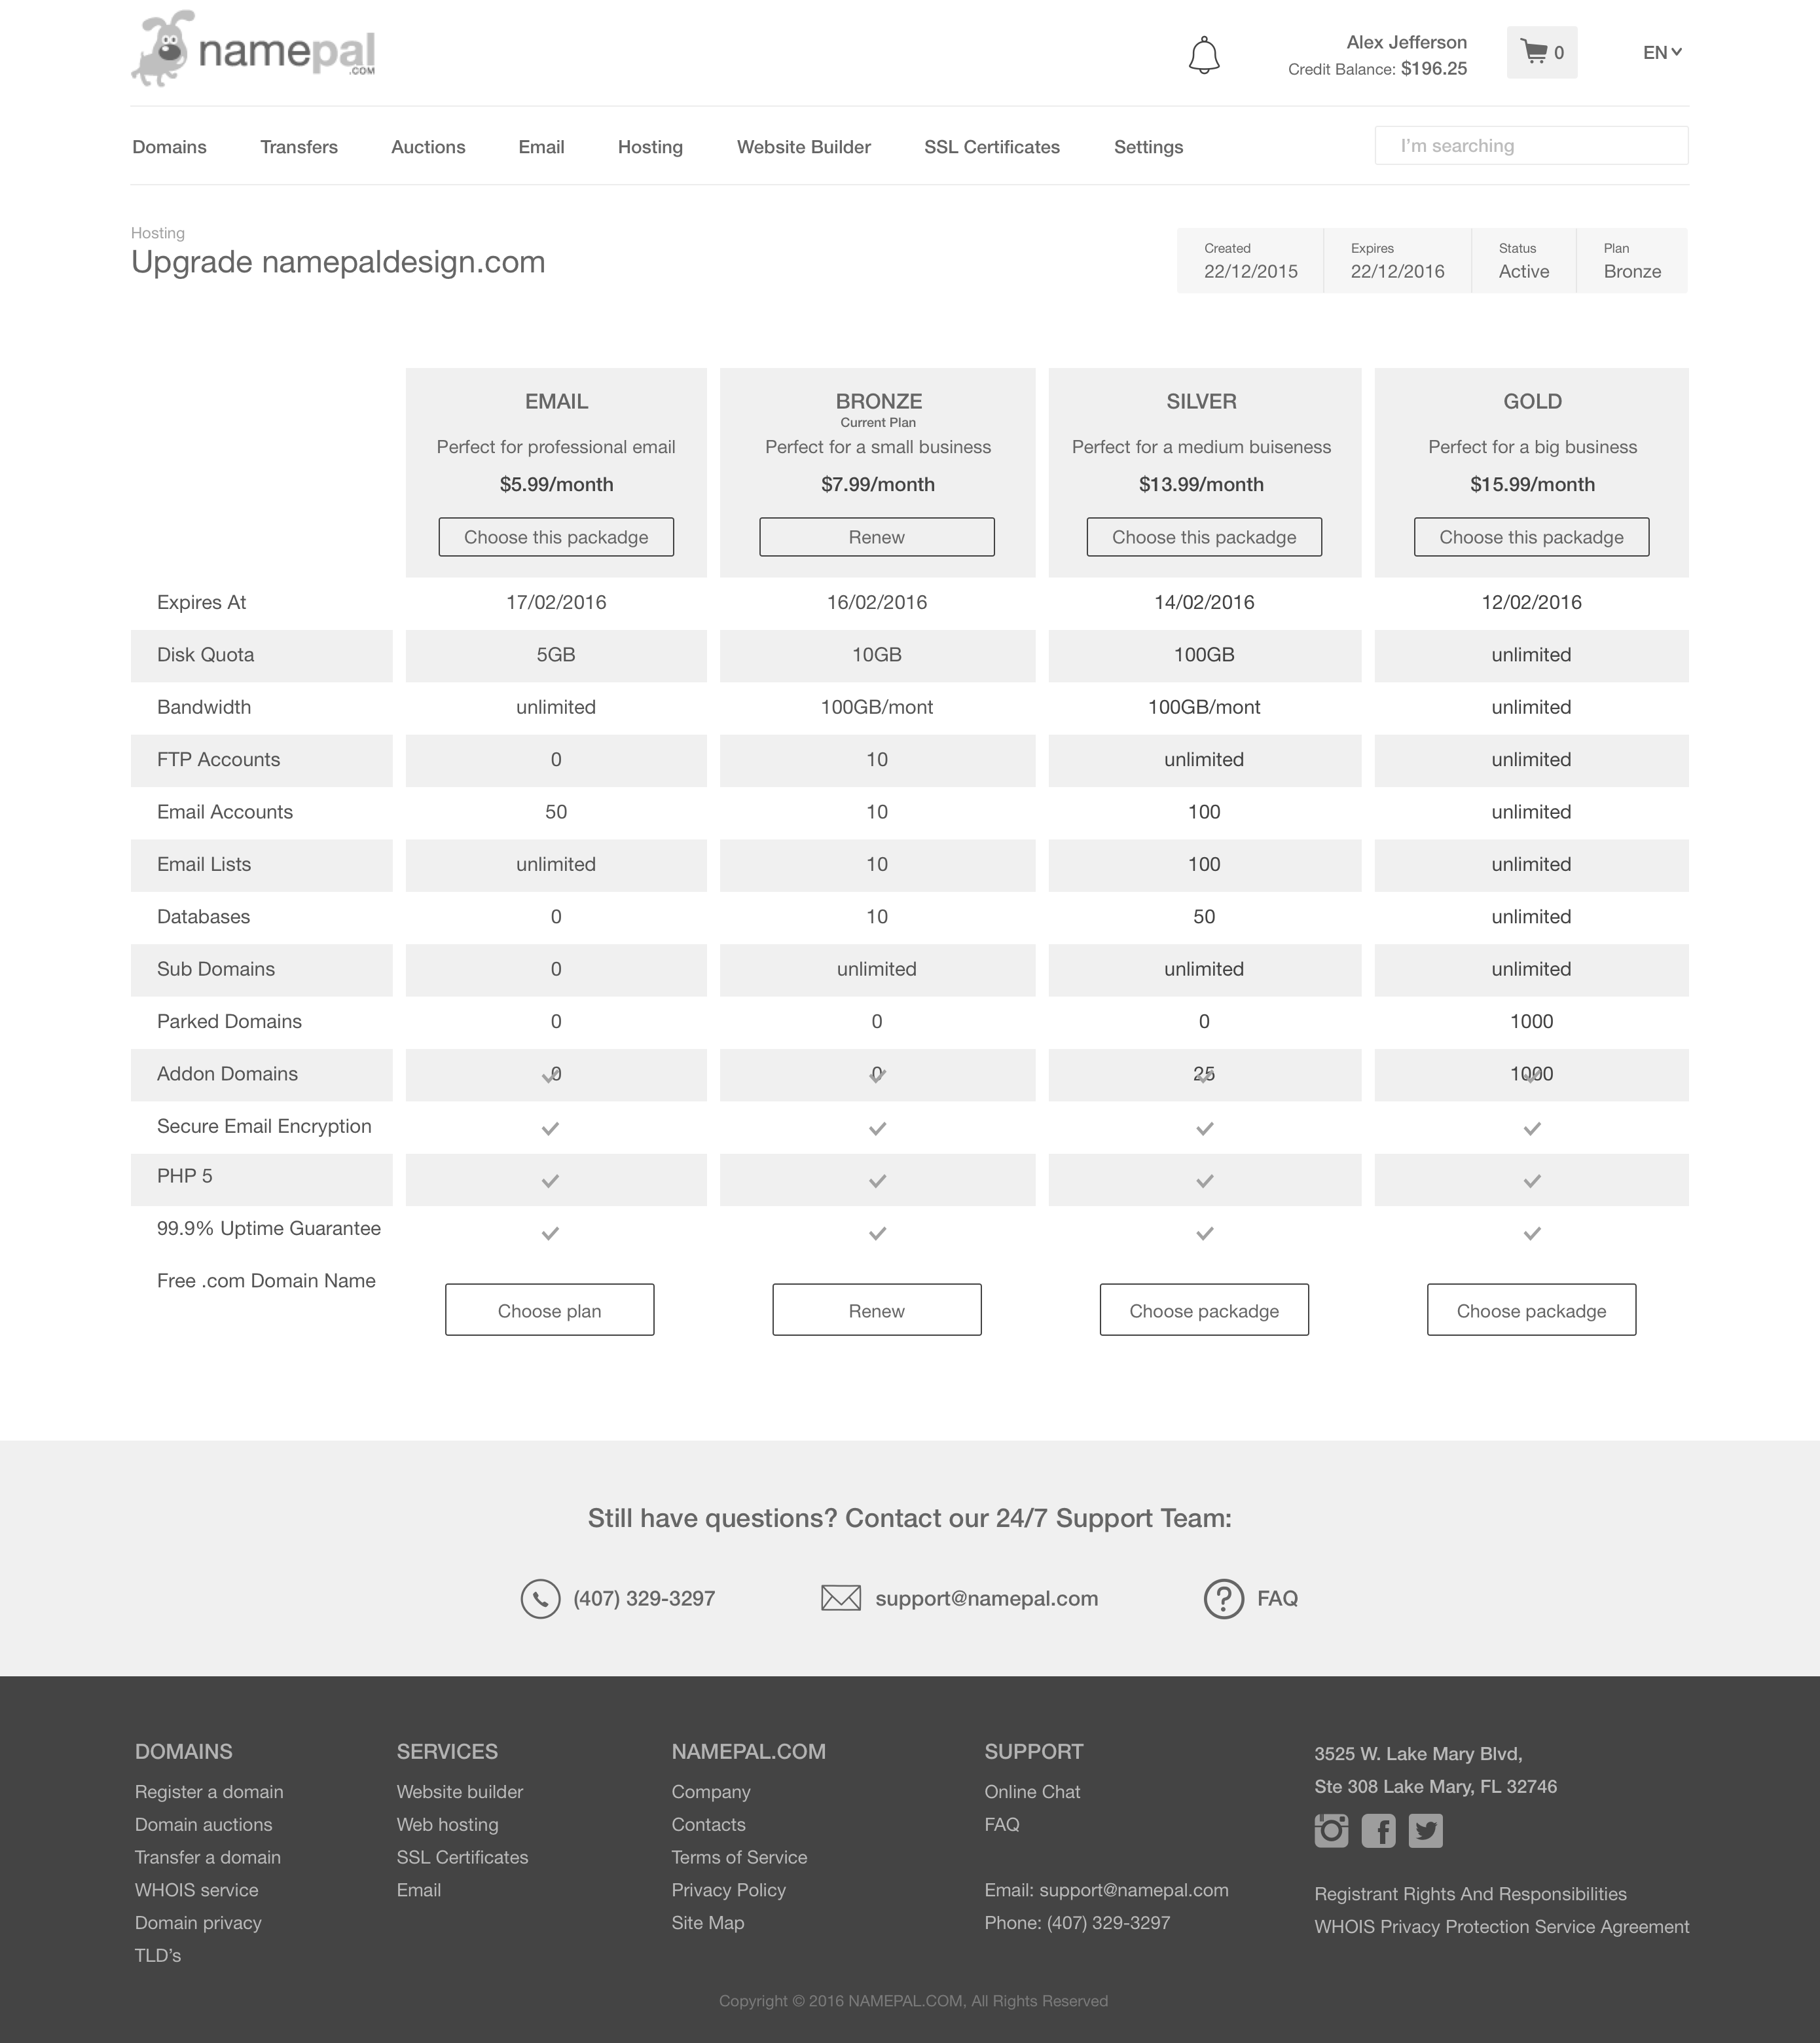 namepal
.COM
Alex Jefferson
Credit Balance: $196.25
0
EN
Domains Transfers Auctions Email Hosting Website Builder SSL Certificates Settings
I'm searching
Hosting
Upgrade namepaldesign.com
Created Expires Status Plan
22/12/2015 22/12/2016 Active Bronze
EMAIL BRONZE SILVER GOLD
Current Plan
Perfect for professional email Perfect for a small business Perfect for a medium buiseness Perfect for a big business
$5.99/month $7.99/month $13.99/month $15.99/month
Choose this packadge Renew Choose this packadge Choose this packadge
Expires At 17/02/2016 16/02/2016 14/02/2016 12/02/2016
Disk Quota 5GB 10GB 100GB unlimited
Bandwidth unlimited 100GB/mont 100GB/mont unlimited
FTP Accounts 0 10 unlimited unlimited
Email Accounts 50 10 100 unlimited
Email Lists unlimited 10 100 unlimited
Databases 0 10 50 unlimited
Sub Domains 0 unlimited unlimited unlimited
Parked Domains 0 0 0 1000
Addon Domains 0 0 25 1000
Secure Email Encryption
PHP 5
99.9% Uptime Guarantee
Free .com Domain Name
Choose plan Renew Choose packadge Choose packadge
Still have questions? Contact our 24/7 Support Team:
(407) 329-3297 support@namepal.com FAQ
DOMAINS
Register a domain
Domain auctions
Transfer a domain
WHOIS service
Domain privacy
TLD's
SERVICES
Website builder
Web hosting
SSL Certificates
Email
NAMEPAL.COM
Company
Contacts
Terms of Service
Privacy Policy
Site Map
SUPPORT
Online Chat
FAQ
Email: support@namepal.com
Phone: (407) 329-3297
3525 W. Lake Mary Blvd,
Ste 308 Lake Mary, FL 32746
Registrant Rights And Responsibilities
WHOIS Privacy Protection Service Agreement
Copyright © 2016 NAMEPAL.COM, All Rights Reserved